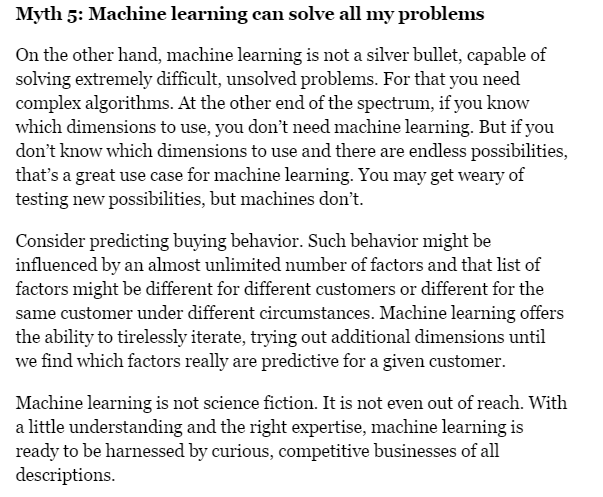 Myth 5: Machine learning can solve all my problems
On the other hand, machine learning is not a silver bullet, capable of
solving extremely difficult, unsolved problems. For that you need
complex algorithms. At the other end of the spectrum, if you know
which dimensions to use, you don’t need machine learning. But if you
don’t know which dimensions to use and there are endless possibilities,
that’s a great use case for machine learning. You may get weary of
testing new possibilities, but machines don’t.
Consider predicting buying behavior. Such behavior might be
influenced by an almost unlimited number of factors and that list of
factors might be different for different customers or different for the
same customer under different circumstances. Machine learning offers
the ability to tirelessly iterate, trying out additional dimensions until
we find which factors really are predictive for a given customer.
Machine learning is not science fiction. It is not even out of reach. With
a little understanding and the right expertise, machine learning is
ready to be harnessed by curious, competitive businesses of all
descriptions.